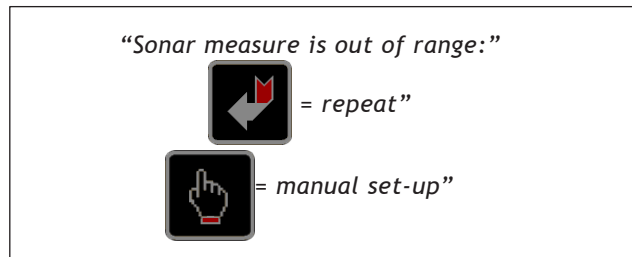 “Sonar measure is out of range:”
= repeat”
= manual set-up”